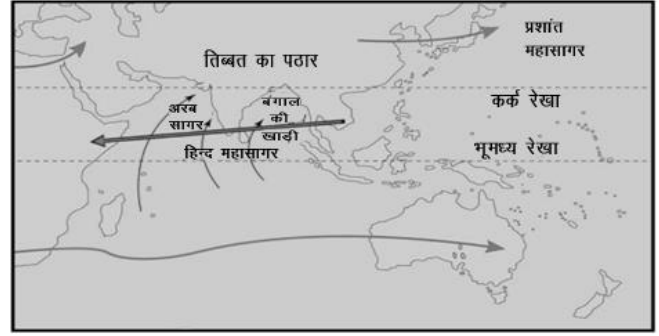 प्रशांत
महासागर
तिब्बत का पठार
अरब
सागर
बंगाल
की
खाड़ी
कर्क रेखा
हिन्द महासागर
भूमध्य रेखा